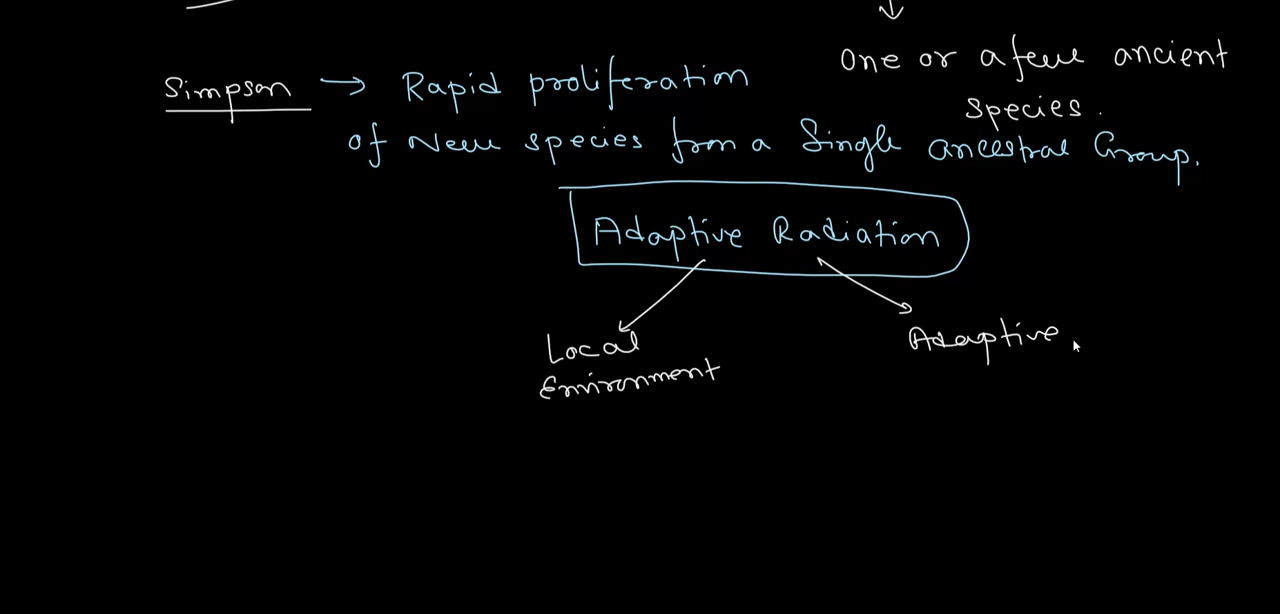 one or a few ancient
species.
Simpson → Rapid proliferation
of New species from a Single ancestral Group.
Adaptive Radiation
Local
Environment
Adaptive